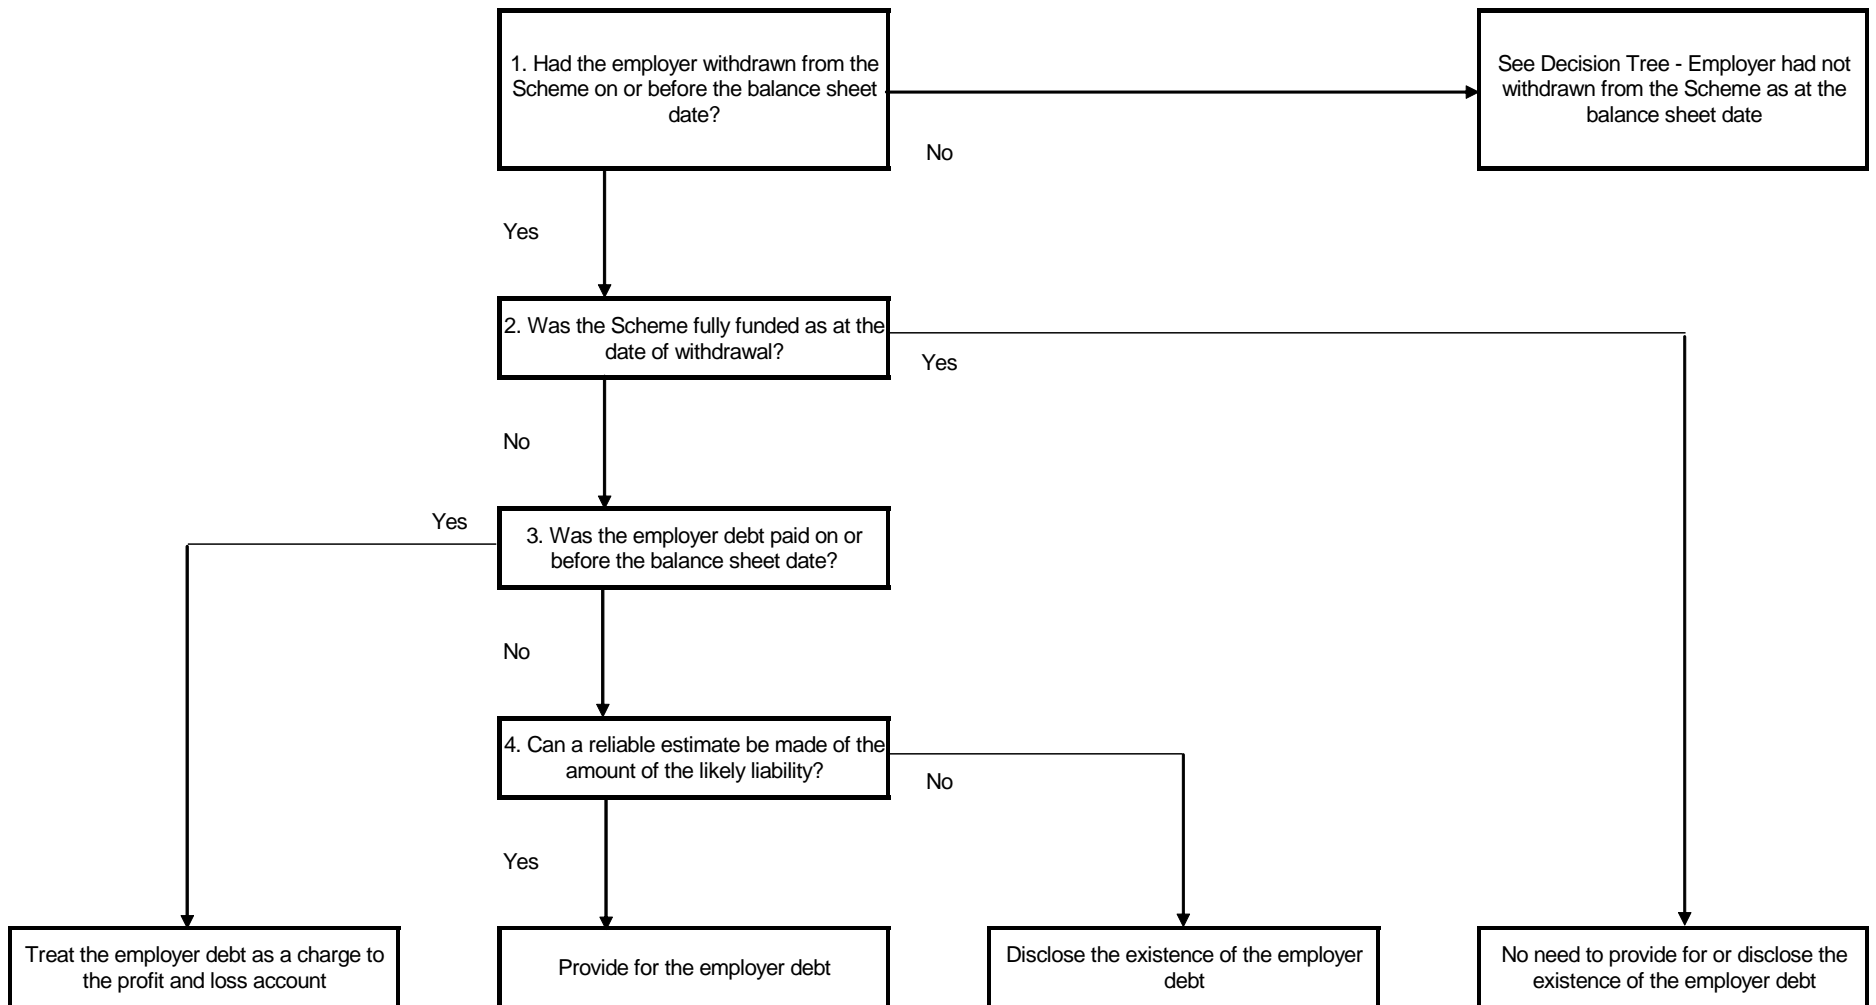 1. Had the employer withdrawn from the
Scheme on or before the balance sheet
date?
See Decision Tree - Employer had not
withdrawn from the Scheme as at the
balance sheet date
No
Yes
2. Was the Scheme fully funded as at the
date of withdrawal?
Yes
No
Yes
3. Was the employer debt paid on or
before the balance sheet date?
No
4. Can a reliable estimate be made of the
amount of the likely liability?
No
Yes
Treat the employer debt as a charge to
the profit and loss account
Provide for the employer debt
Disclose the existence of the employer
debt
No need to provide for or disclose the
existence of the employer debt